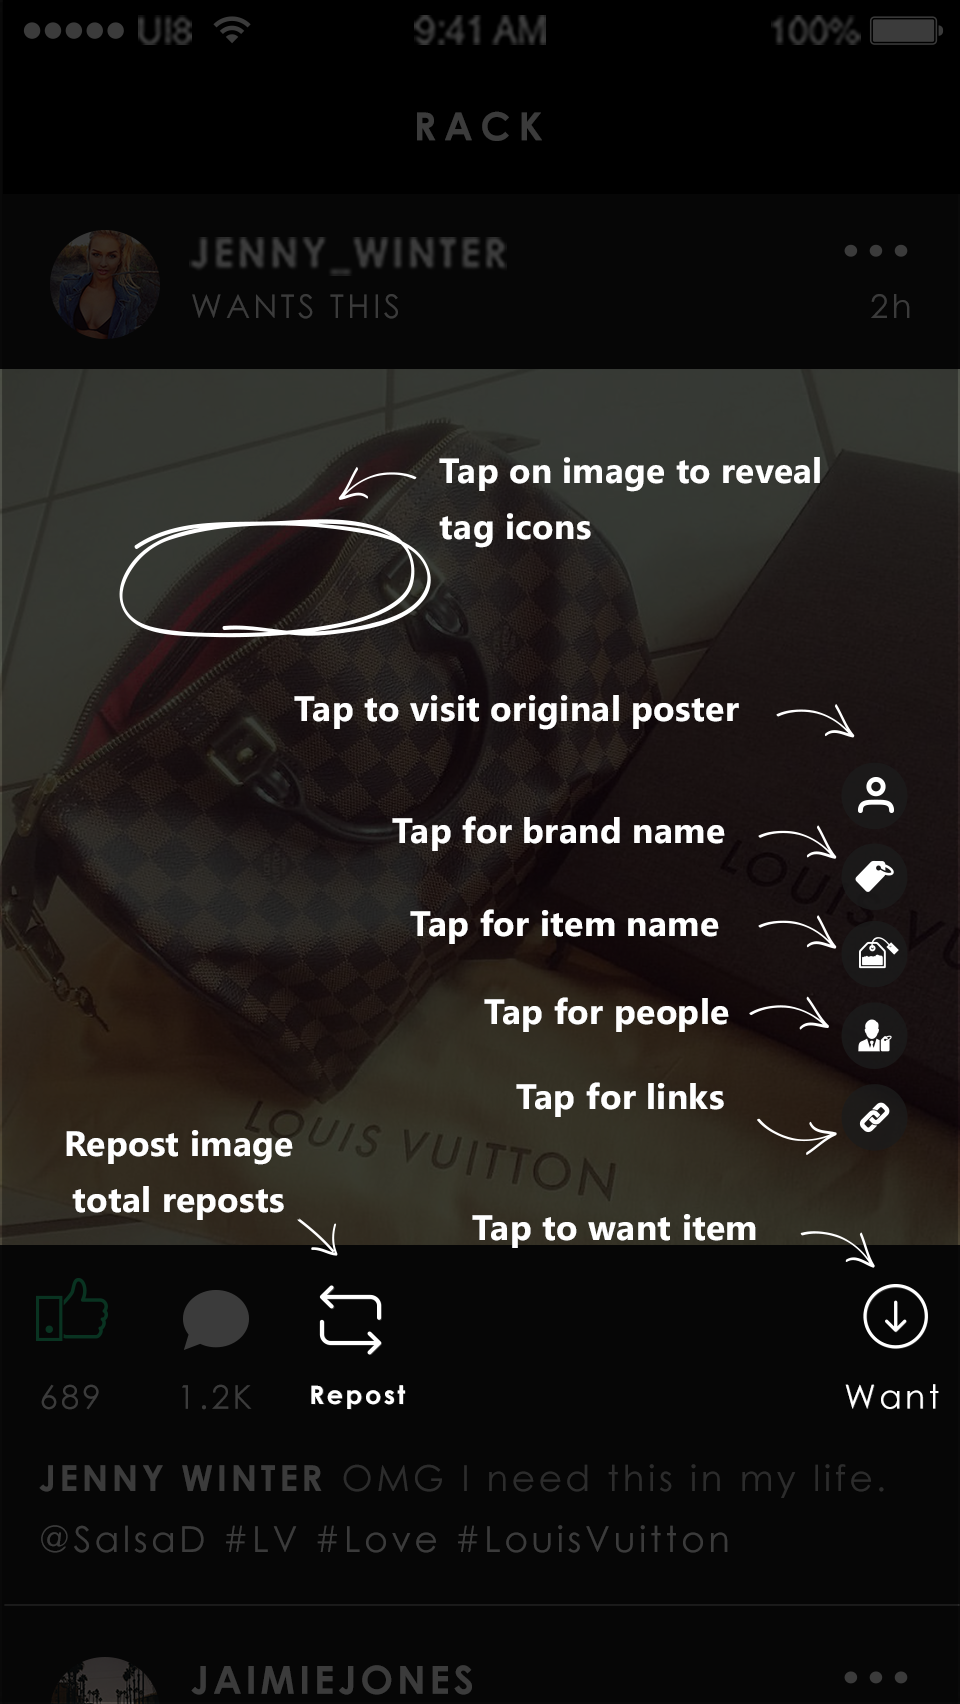 UI8 9:41 AM 100%
RACK
JENNY_WINTER
WANTS THIS 2h
Tap on image to reveal
tag icons
Tap to visit original poster
Tap for brand name
LOUIS VU
Tap for item name
Tap for people
Tap for links
LOUIS VUITTON
Repost image
total reposts
Tap to want item
689 1.2K Repost Want
JENNY WINTER OMG I need this in my life.
@SalsaD #LV #Love #LouisVuitton
JAIMIEJONES